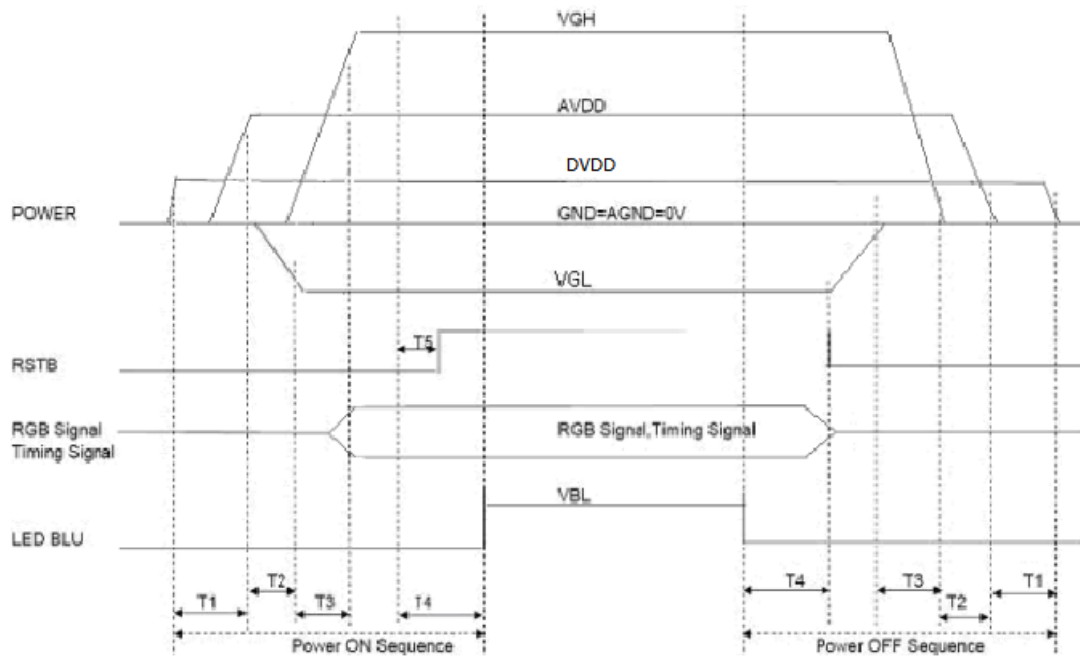 VGH
AVDD
DVDD
POWER
GND=AGND=0V
VGL
T5
RSTB
RGB Signal
Timing Signal
RGB Signal,Timing Signal
VBL
LED BLU
T1
T2
T3
T4
T4
T3
T2
T1
Power ON Sequence
Power OFF Sequence